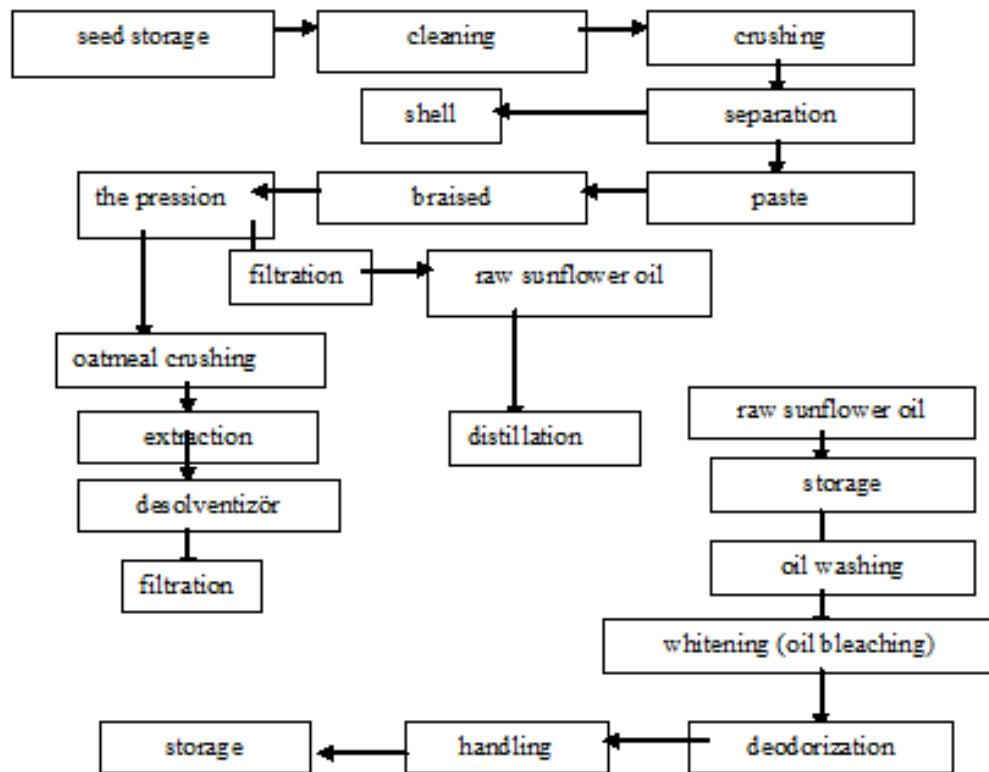 seed storage
cleaning
crushing
shell
separation
the pression
braised
paste
filtration
raw sunflower oil
oatmeal crushing
extraction
distillation
raw sunflower oil
desolventizör
storage
filtration
oil washing
whitening (oil bleaching)
storage
handling
deodorization